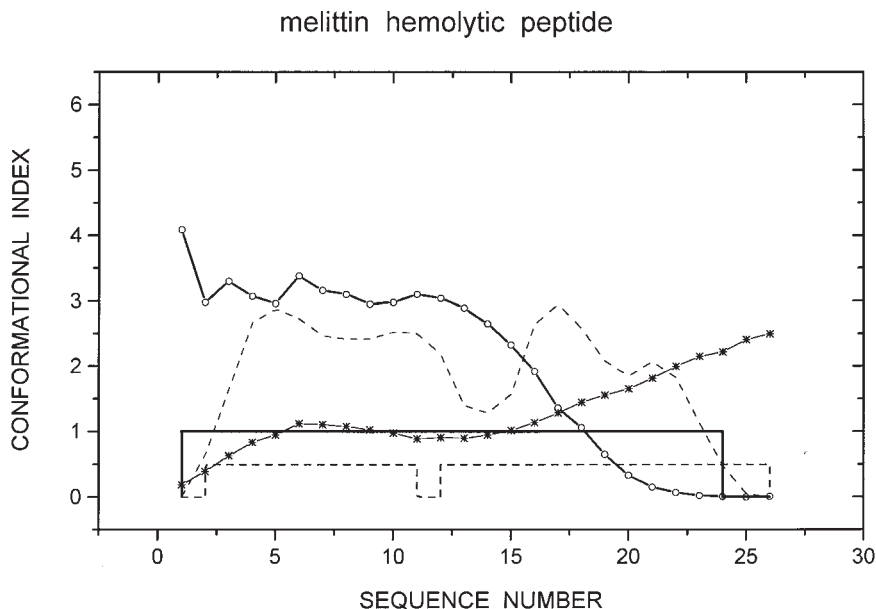 melittin hemolytic peptide
CONFORMATIONAL INDEX
6
5
4
3
2
1
0
0 5 10 15 20 25 30
SEQUENCE NUMBER